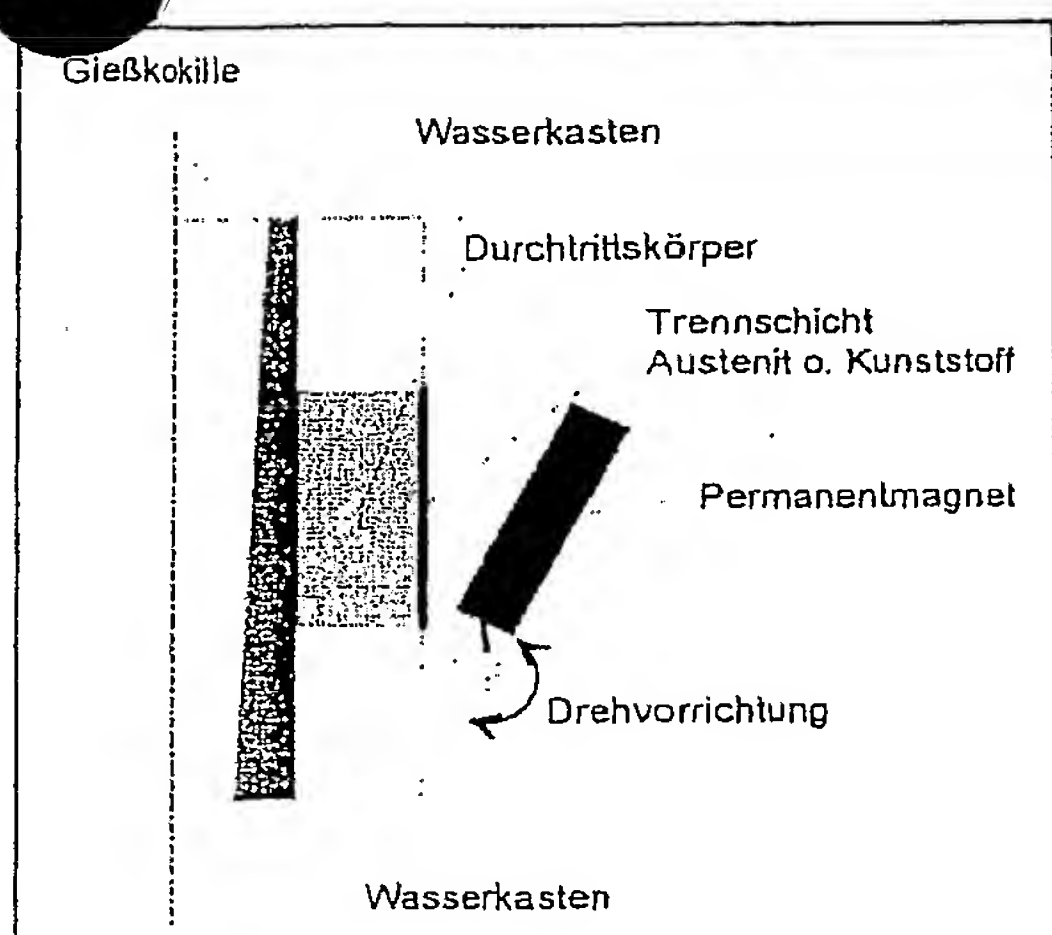 Gießkokille
Wasserkasten
Durchtrittskörper
Trennschicht
Austenit o. Kunststoff
Permanentmagnet
Drehvorrichtung
Wasserkasten